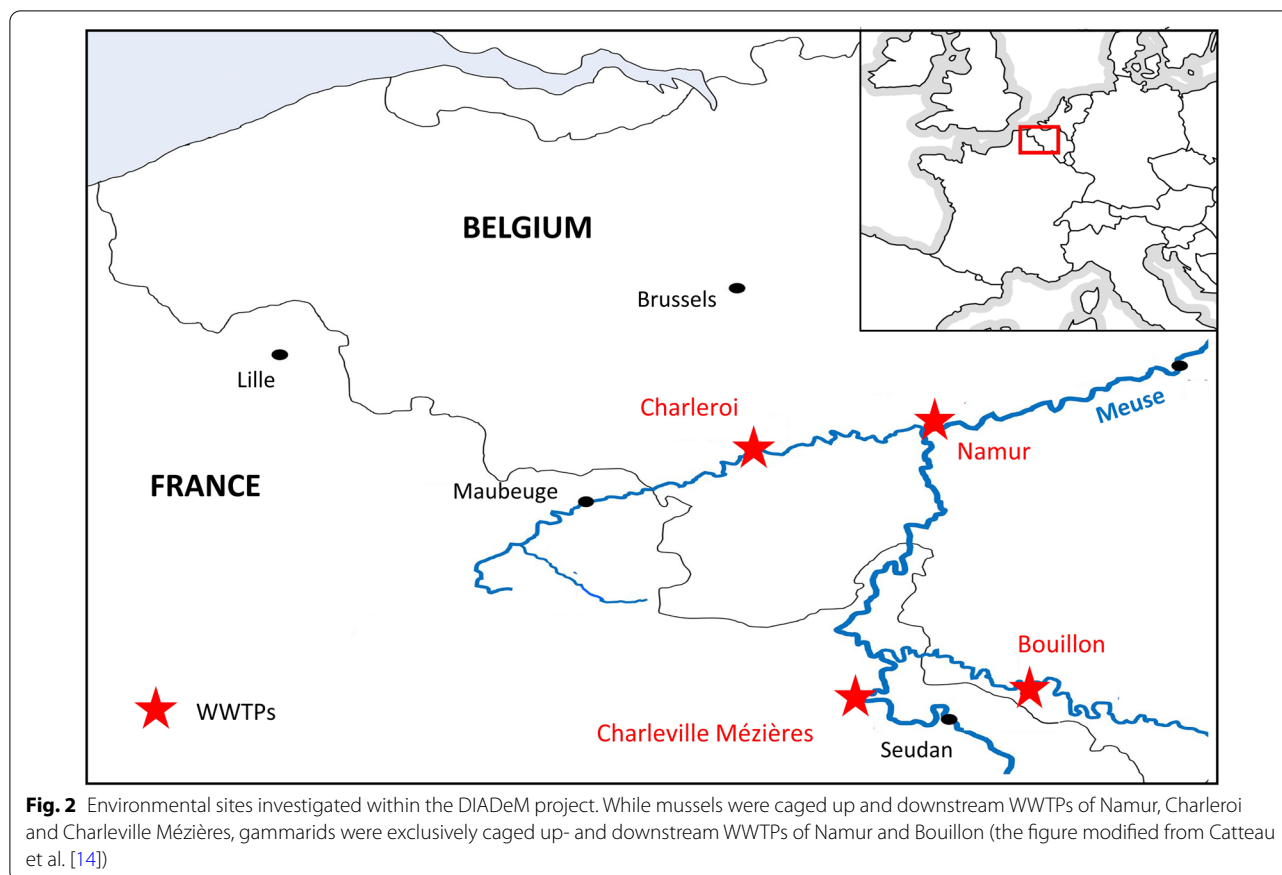 BELGIUM
Brussels
Lille
Charleroi
Meuse
Namur
FRANCE
Maubeuge
Bouillon
WWTPs
Charleville Mézières
Seudan
Fig. 2 Environmental sites investigated within the DIADeM project. While mussels were caged up and downstream WWTPs of Namur, Charleroi
and Charleville Mézières, gammarids were exclusively caged up- and downstream WWTPs of Namur and Bouillon (the figure modified from Catteau
et al. [14])